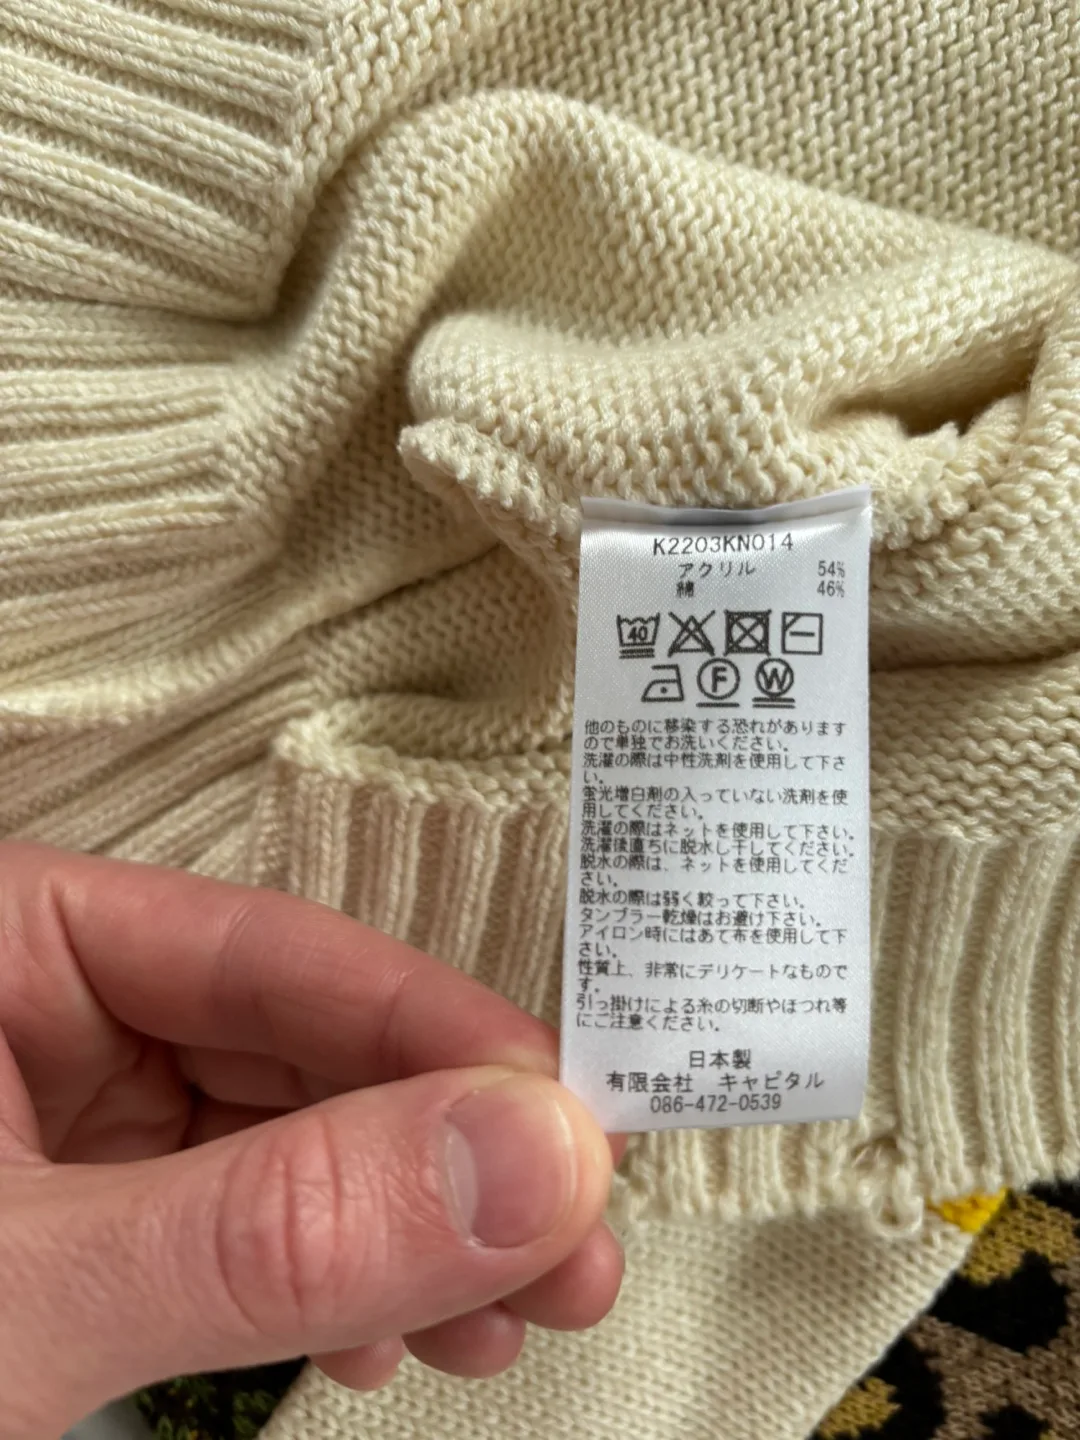 K2203KN014
アクリル 54%
綿 46%
40
F W
他のものに移染する恐れがあります
ので単独でお洗いください。
洗濯の際は中性洗剤を使用して下さ
い。
蛍光増白剤の入っていない洗剤を使
用してください。
洗濯の際はネットを使用して下さい。
洗濯後直ちに脱水し干してください。
脱水の際は、ネットを使用してくだ
さい。
脱水の際は弱く絞って下さい。
タンブラー乾燥はお避け下さい。
アイロン時にはあて布を使用して下
さい。
性質上、非常にデリケートなもので
す。
引っ掛けによる糸の切断やほつれ等
にご注意ください。
日本製
有限会社 キャピタル
086-472-0539